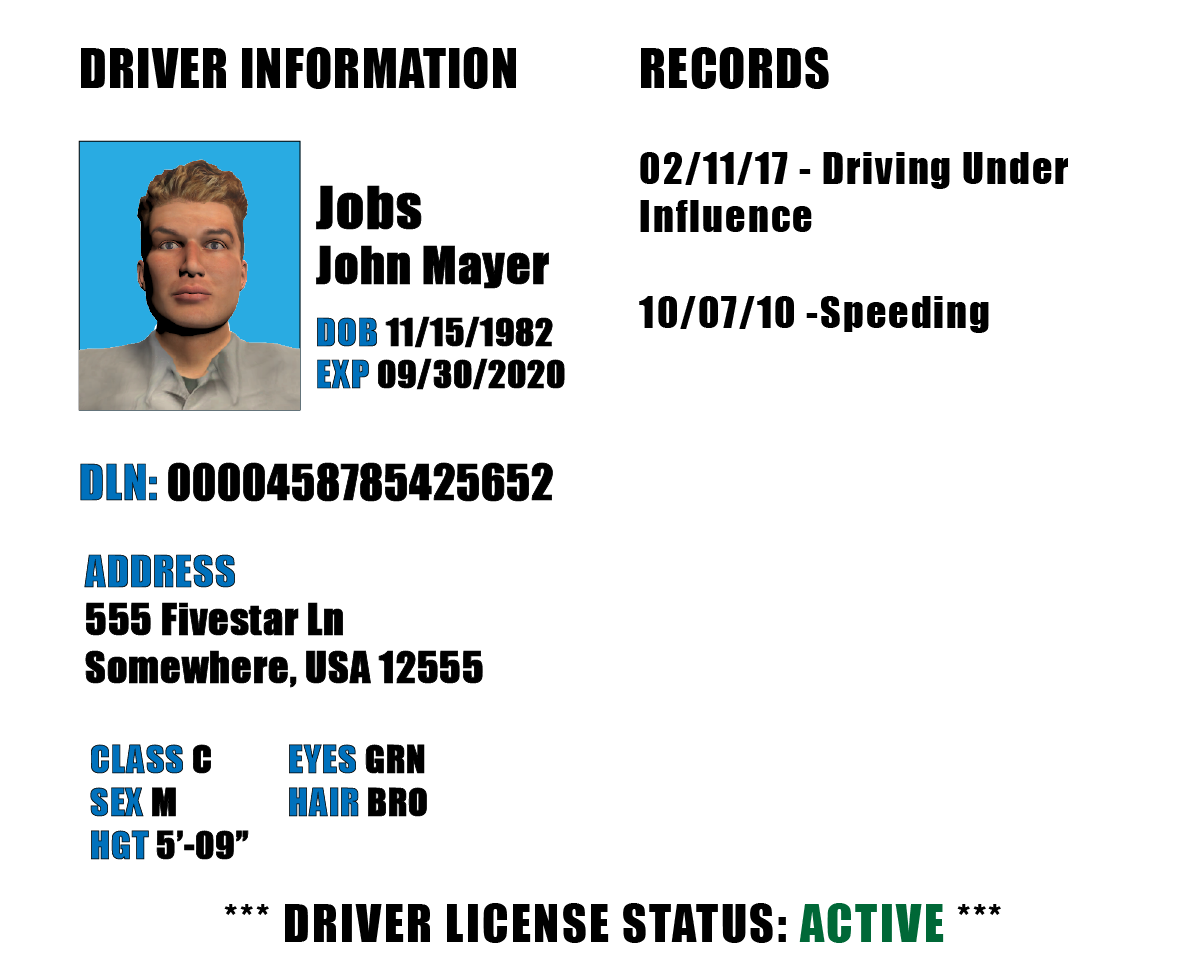 DRIVER INFORMATION
Jobs
John Mayer
DOB 11/15/1982
EXP 09/30/2020
DLN: 0000458785425652
ADDRESS
555 Fivestar Ln
Somewhere, USA 12555
CLASS C
SEX M
HGT 5’-09”
EYES GRN
HAIR BRO
RECORDS
02/11/17 - Driving Under
Influence
10/07/10 -Speeding
*** DRIVER LICENSE STATUS: ACTIVE ***